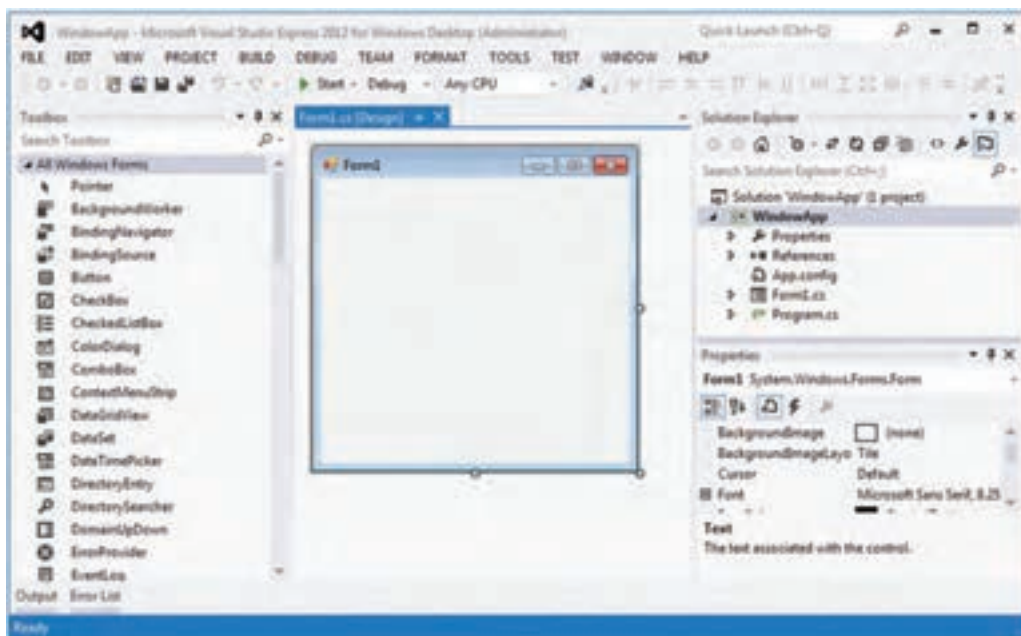 WindowApp - Microsoft Visual Studio Express 2012 for Windows Desktop (Administrator)
Quick Launch (Ctrl+Q)
FILE EDIT VIEW PROJECT BUILD DEBUG TEAM FORMAT TOOLS TEST WINDOW HELP
Start Debug Any CPU
Toolbox
Search Toolbox
All Windows Forms
Pointer
BackgroundWorker
BindingNavigator
BindingSource
Button
CheckBox
CheckedListBox
ColorDialog
ComboBox
ContextMenuStrip
DataGridView
DataSet
DateTimePicker
DirectoryEntry
DirectorySearcher
DomainUpDown
ErrorProvider
EventLog
Output Error List
Form1.cs [Design]
Form1
Solution Explorer
Search Solution Explorer (Ctrl+;)
Solution 'WindowApp' (1 project)
WindowApp
Properties
References
App.config
Form1.cs
Program.cs
Properties
Form1 System.Windows.Forms.Form
BackgroundImage (none)
BackgroundImageLayo Tile
Cursor Default
Font Microsoft Sans Serif, 8.25
Text
The text associated with the control.
Ready